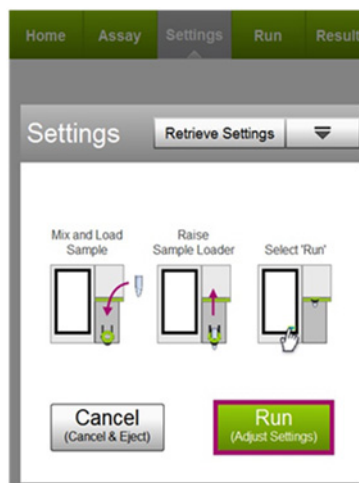 Home Assay Settings Run Result
Settings Retrieve Settings
Mix and Load
Sample
Raise
Sample Loader
Select 'Run'
Cancel
(Cancel & Eject)
Run
(Adjust Settings)